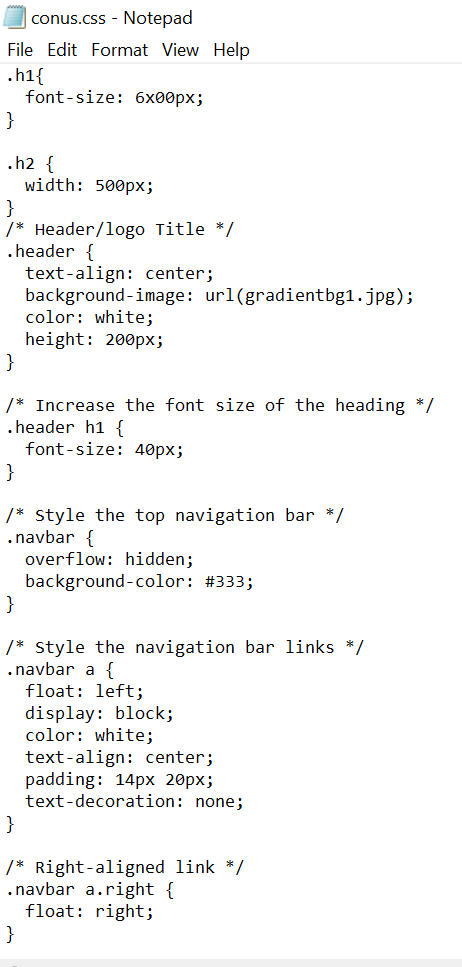 conus.css - Notepad
File Edit Format View Help
.h1{
  font-size: 6x00px;
}

.h2 {
  width: 500px;
}
/* Header/logo Title */
.header {
  text-align: center;
  background-image: url(gradientbg1.jpg);
  color: white;
  height: 200px;
}

/* Increase the font size of the heading */
.header h1 {
  font-size: 40px;
}

/* Style the top navigation bar */
.navbar {
  overflow: hidden;
  background-color: #333;
}

/* Style the navigation bar links */
.navbar a {
  float: left;
  display: block;
  color: white;
  text-align: center;
  padding: 14px 20px;
  text-decoration: none;
}

/* Right-aligned link */
.navbar a.right {
  float: right;
}